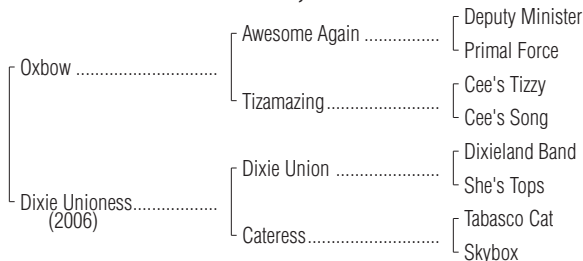 Deputy Minister
Awesome Again ..................
Primal Force
Oxbow .................................
Cee's Tizzy
Tizamazing ...........................
Cee's Song
Dixieland Band
Dixie Union ..........................
She's Tops
Dixie Unioness....................
(2006)
Tabasco Cat
Cateress...............................
Skybox